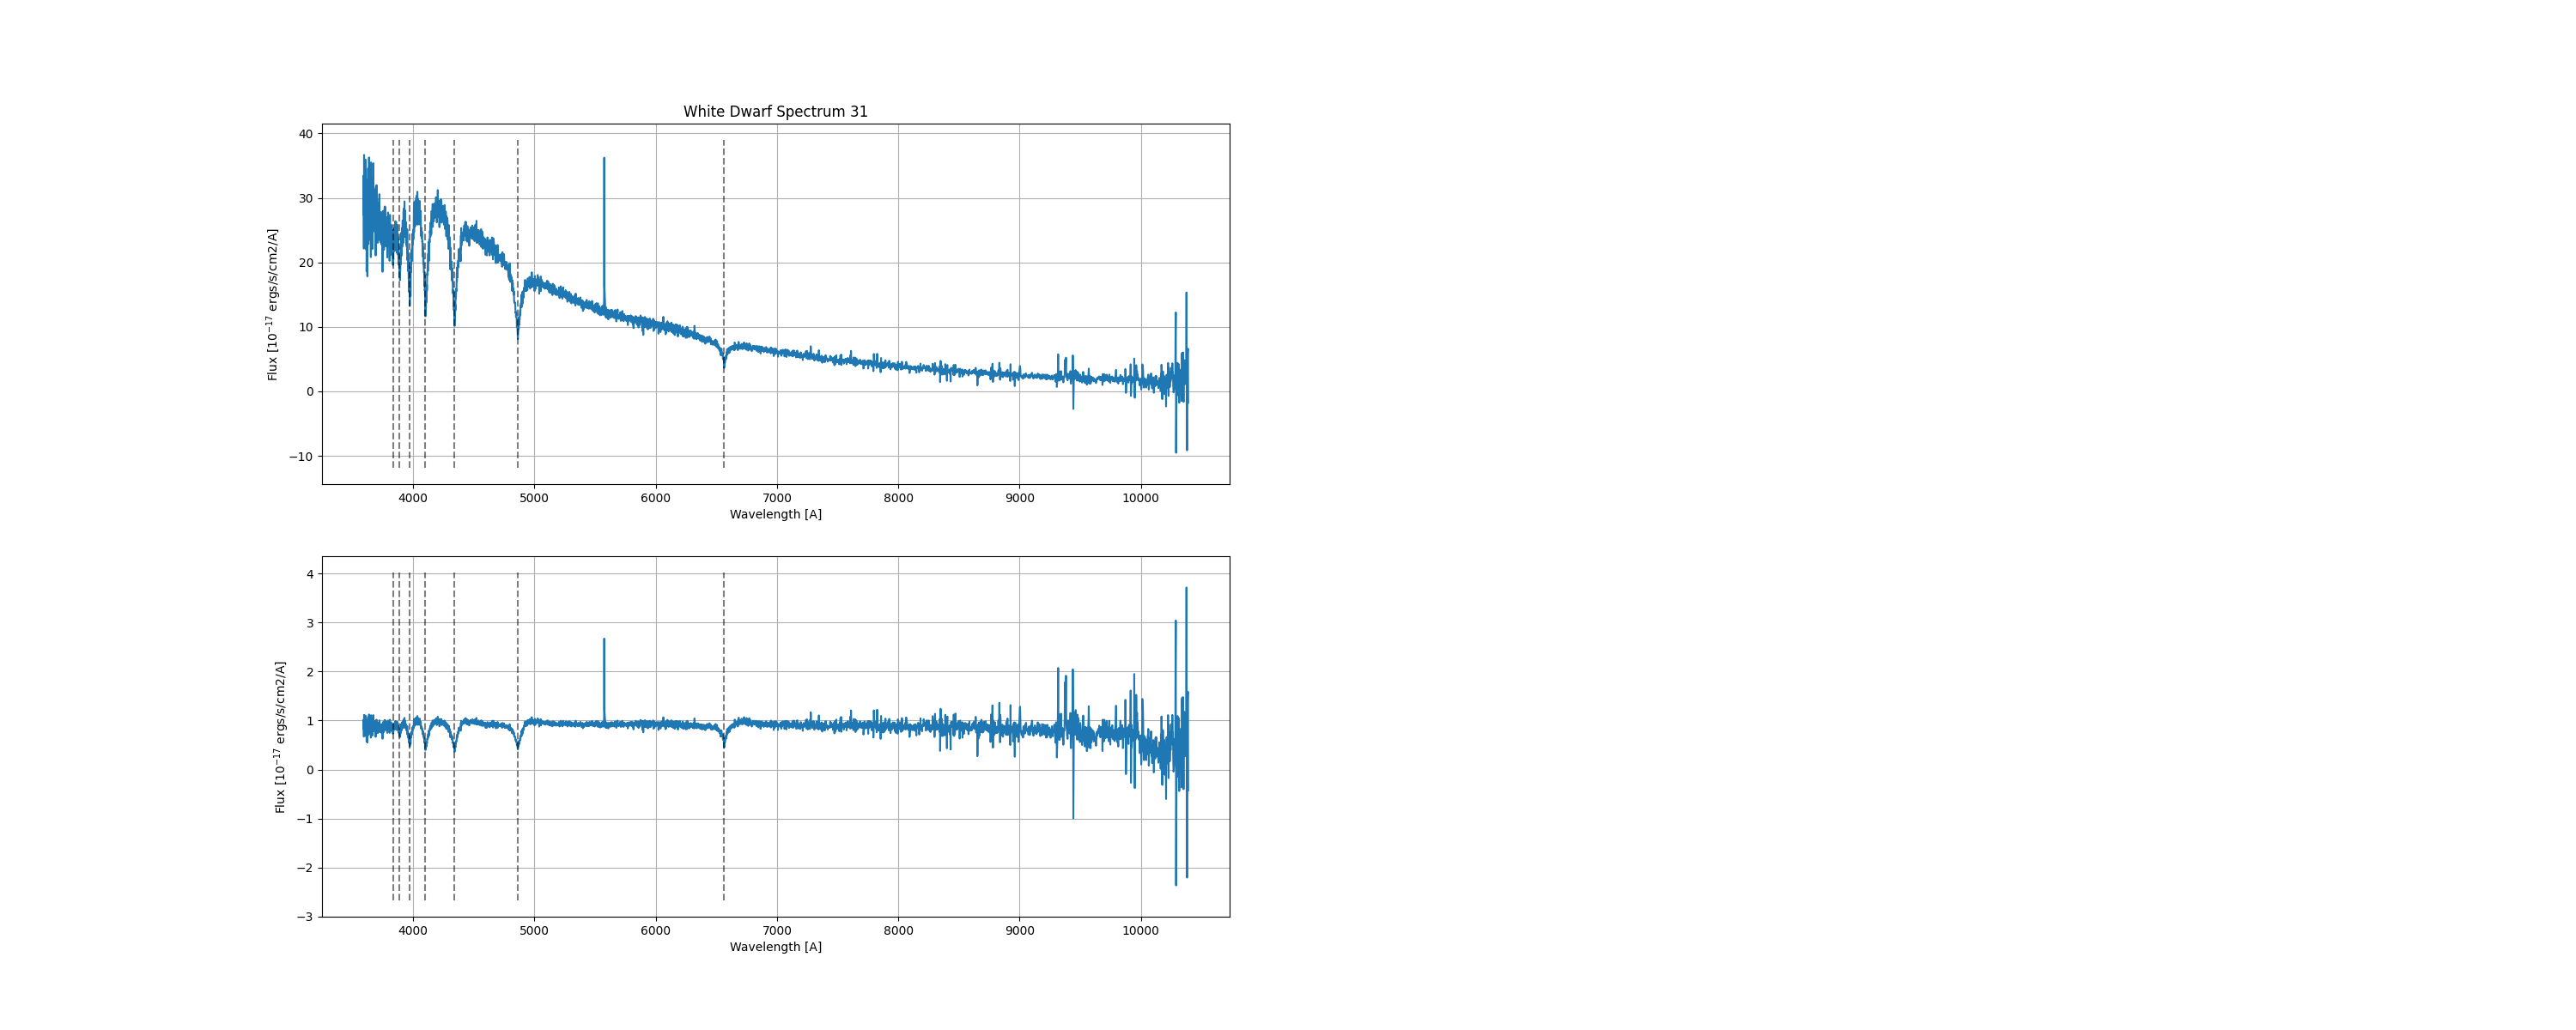 White Dwarf Spectrum 31
40
30
20
10
0
−10
Flux [10⁻¹⁷ ergs/s/cm2/A]
4000 5000 6000 7000 8000 9000 10000
Wavelength [A]
4
3
2
1
0
−1
−2
−3
Flux [10⁻¹⁷ ergs/s/cm2/A]
4000 5000 6000 7000 8000 9000 10000
Wavelength [A]